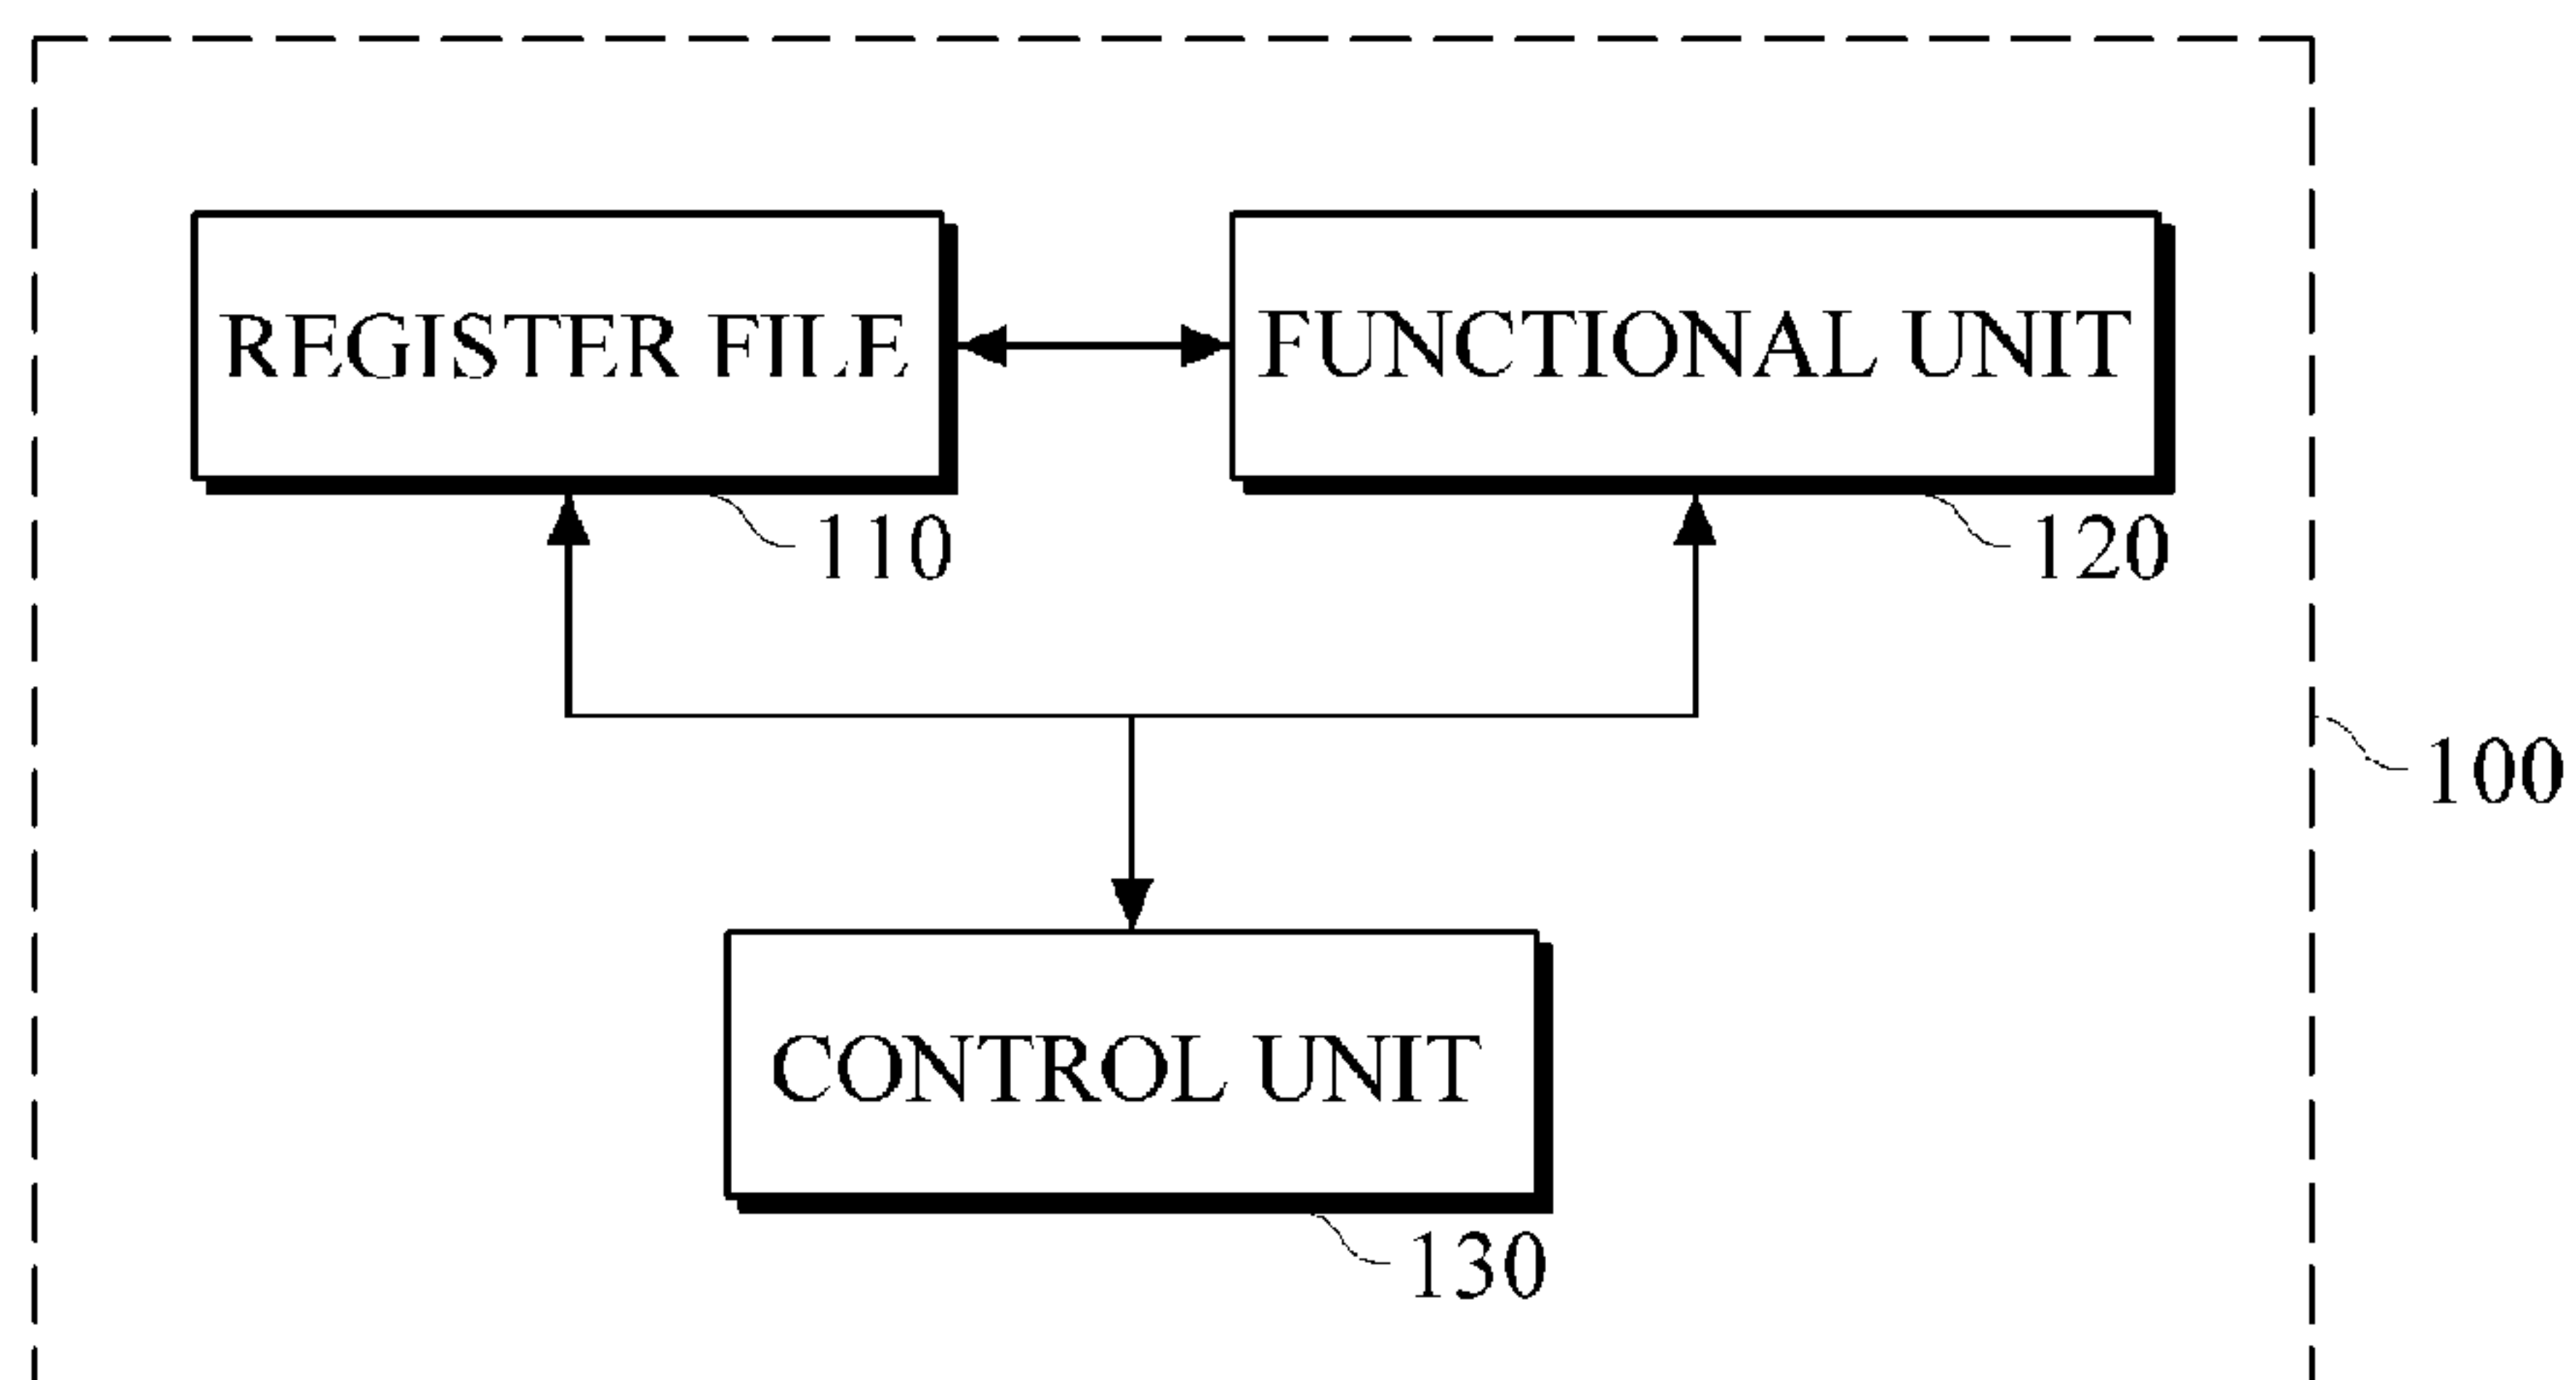 REGISTER FILE
FUNCTIONAL UNIT
110
120
100
CONTROL UNIT
130